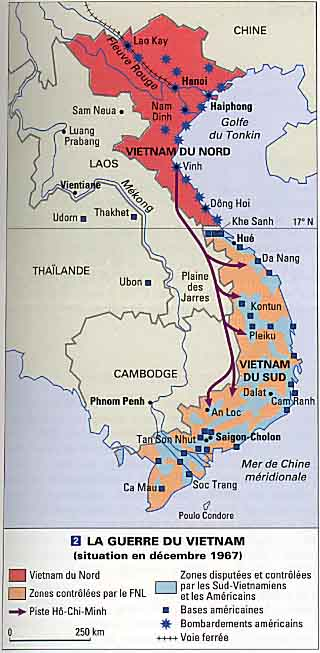 CHINE
Lao Kay
Fleuve Rouge
Hanoi
Nam
Dinh
Haiphong
Sam Neua
Golfe
du Tonkin
Luang
Prabang
VIETNAM DU NORD
LAOS
Vinh
Vientiane
Mékong
Dông Hoi
Udorn
Thakhet
Khe Sanh
17° N
Hué
THAÏLANDE
Da Nang
Ubon
Plaine
des
Jarres
Kontun
Pleiku
VIETNAM
DU SUD
CAMBODGE
Dalat
Cam Ranh
Phnom Penh
An Loc
Tan Son Nhut
Saigon-Cholon
Mer de Chine
méridionale
Ca Mau
Soc Trang
Poulo Condore
2 LA GUERRE DU VIETNAM
(situation en décembre 1967)
Vietnam du Nord
Zones contrôlées par le FNL
Piste Hô-Chi-Minh
0 250 km
Zones disputées et contrôlées
par les Sud-Vietnamiens
et les Américains
Bases américaines
Bombardements américains
Voie ferrée